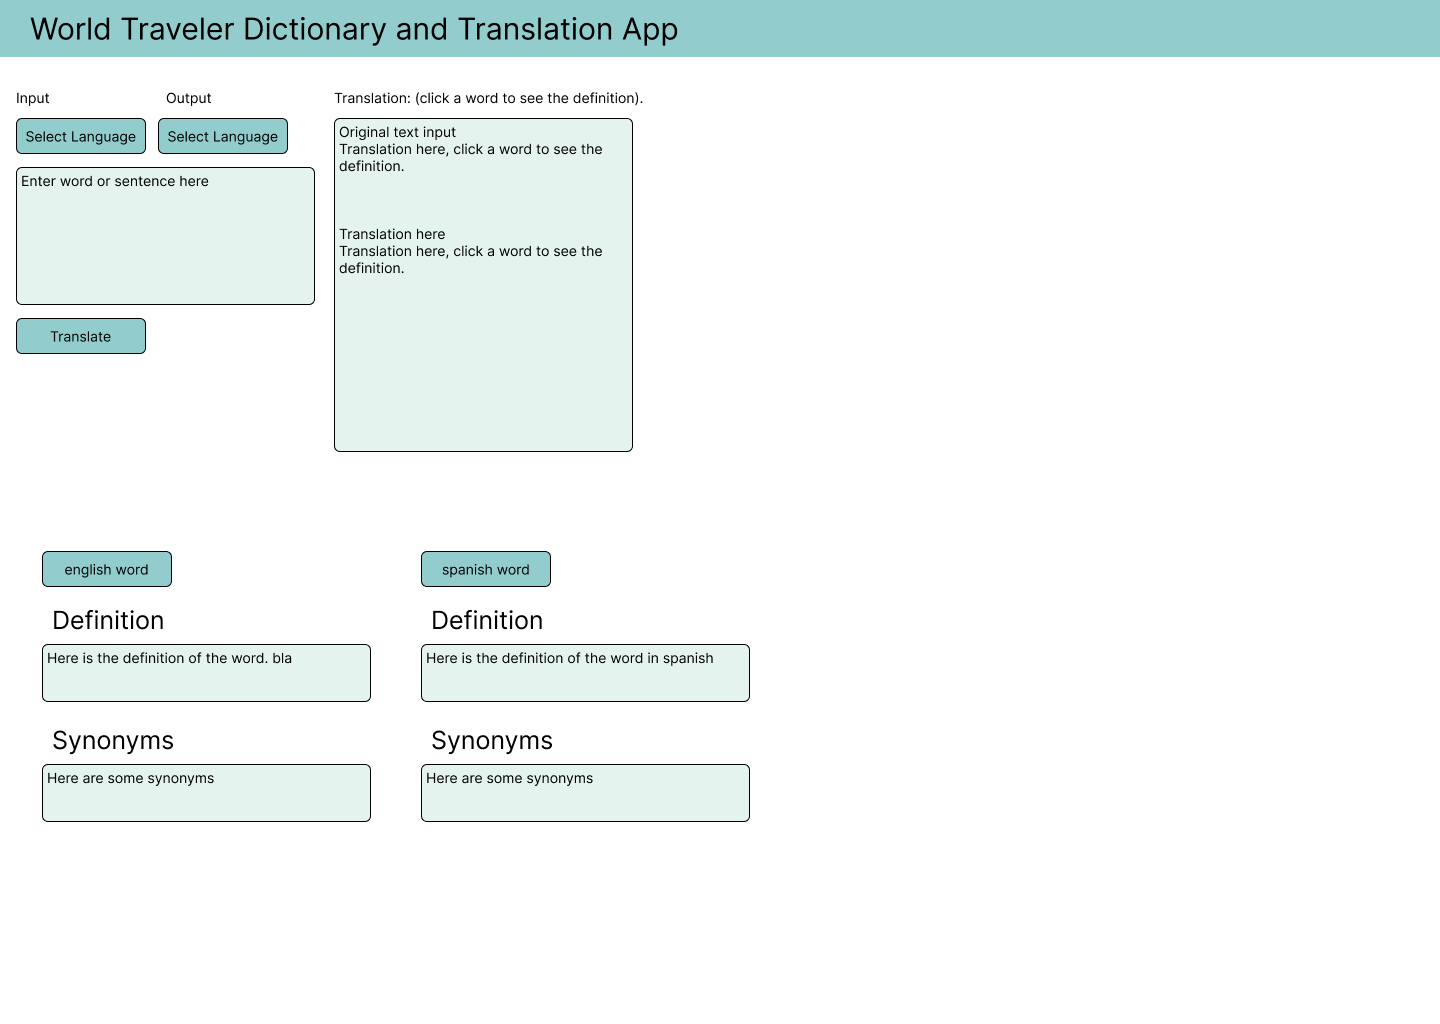 World Traveler Dictionary and Translation App
Input
Output
Translation: (click a word to see the definition).
Select Language
Select Language
Enter word or sentence here
Translate
Original text input
Translation here, click a word to see the
definition.
Translation here
Translation here, click a word to see the
definition.
english word
Definition
Here is the definition of the word. bla
Synonyms
Here are some synonyms
spanish word
Definition
Here is the definition of the word in spanish
Synonyms
Here are some synonyms